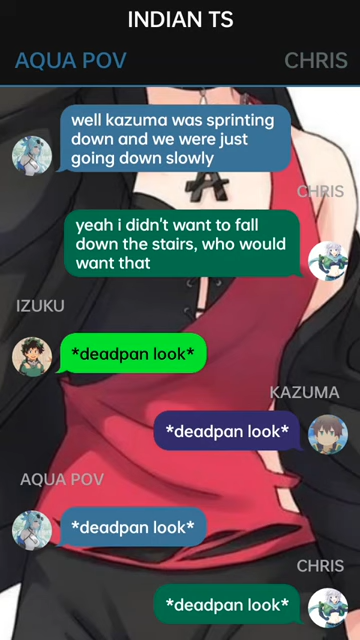 INDIAN TS
AQUA POV
CHRIS
well kazuma was sprinting
down and we were just
going down slowly
CHRIS
yeah i didn't want to fall
down the stairs, who would
want that
IZUKU
*deadpan look*
KAZUMA
*deadpan look*
AQUA POV
*deadpan look*
CHRIS
*deadpan look*